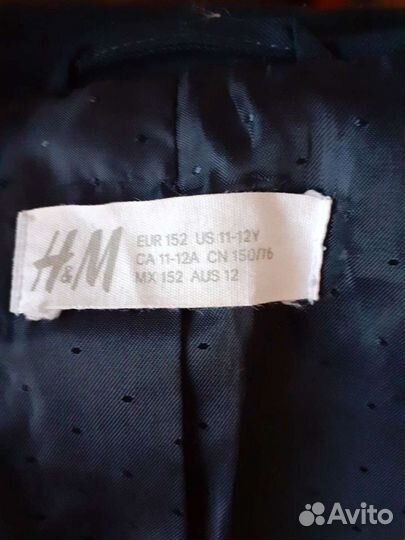 H&M
EUR 152 US 11-12Y
CA 11-12A CN 150/76
MX 152 AUS 12
Avito